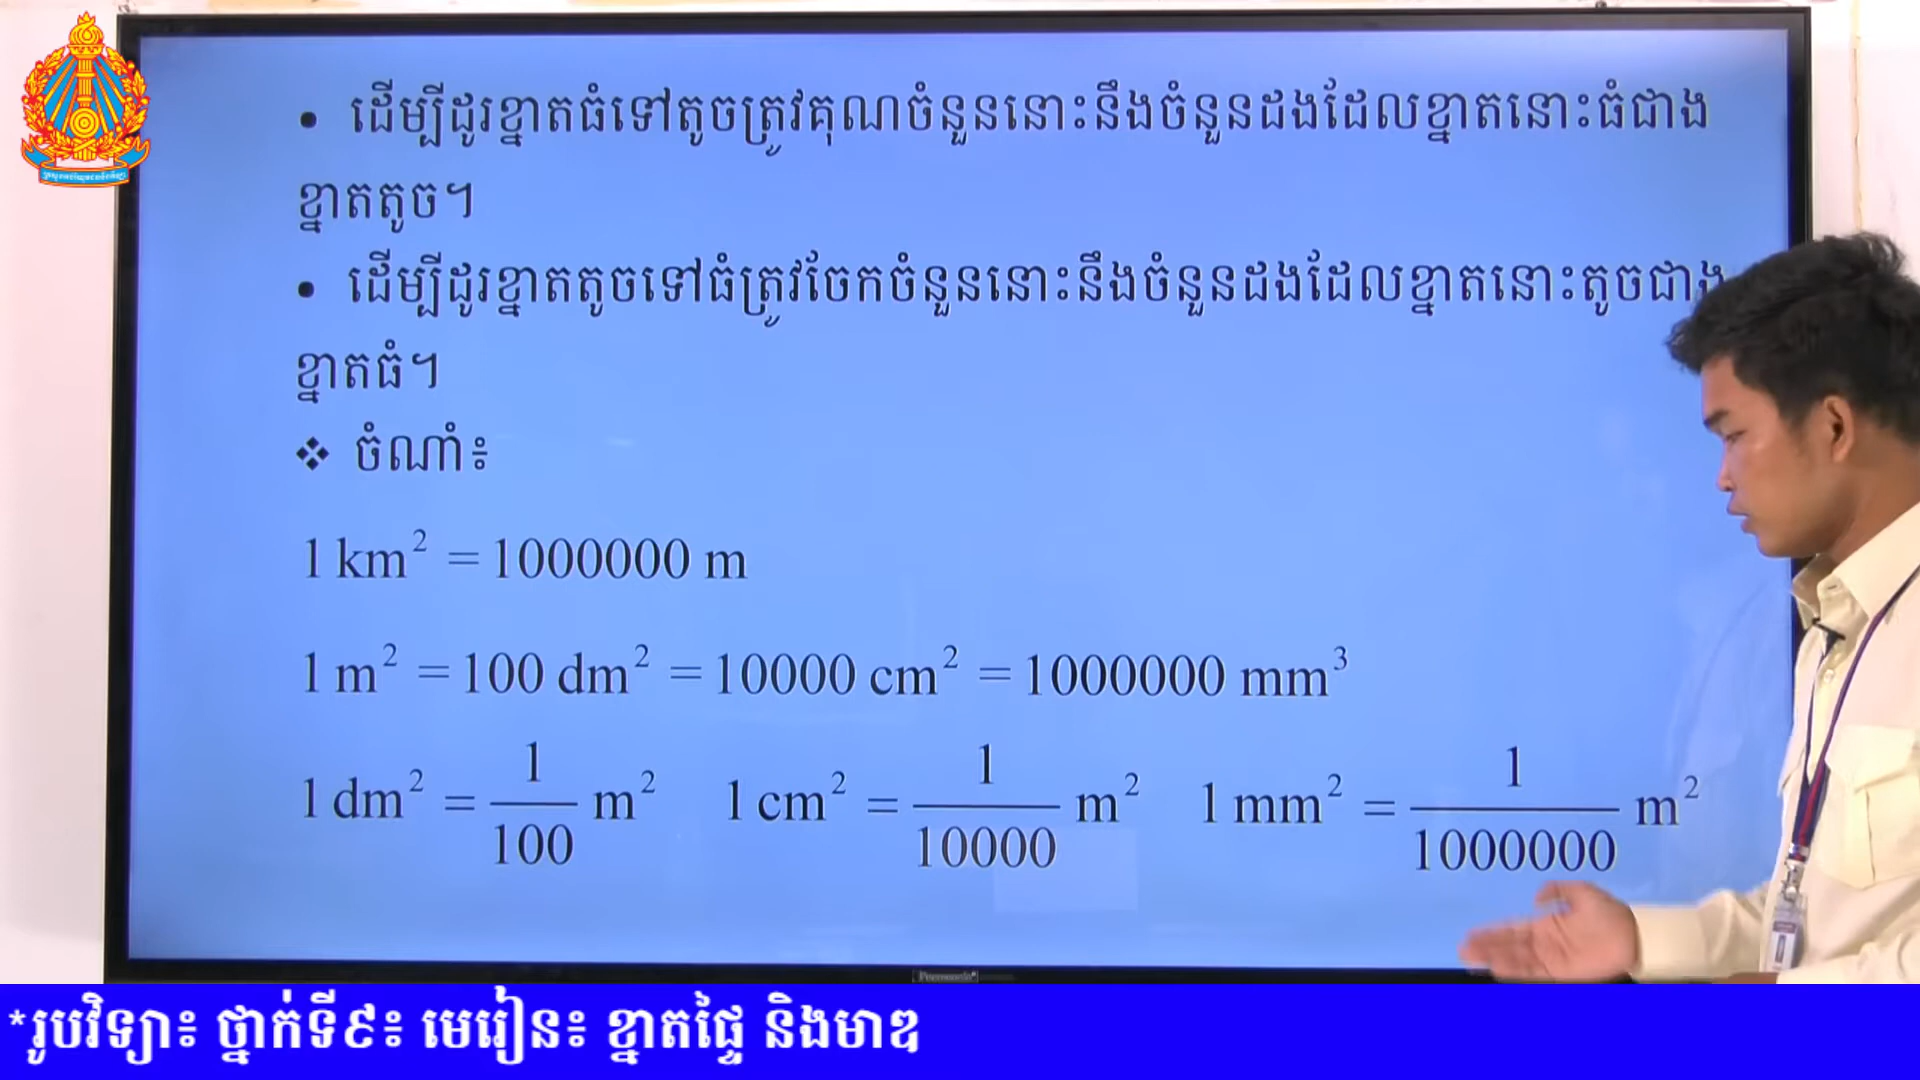 • ដើម្បីដូរខ្នាតធំទៅតូចត្រូវគុណចំនួននោះនឹងចំនួនដងដែលខ្នាតនោះធំជាង
ខ្នាតតូច។
• ដើម្បីដូរខ្នាតតូចទៅធំត្រូវចែកចំនួននោះនឹងចំនួនដងដែលខ្នាតនោះតូចជាង
ខ្នាតធំ។
❖ ចំណាំ៖
1 km² = 1000000 m
1 m² = 100 dm² = 10000 cm² = 1000000 mm³
1 dm² = 1/100 m² 1 cm² = 1/10000 m² 1 mm² = 1/1000000 m²
*រូបវិទ្យា៖ ថ្នាក់ទី៩៖ មេរៀន៖ ខ្នាតផ្ទៃ និងមាឌ